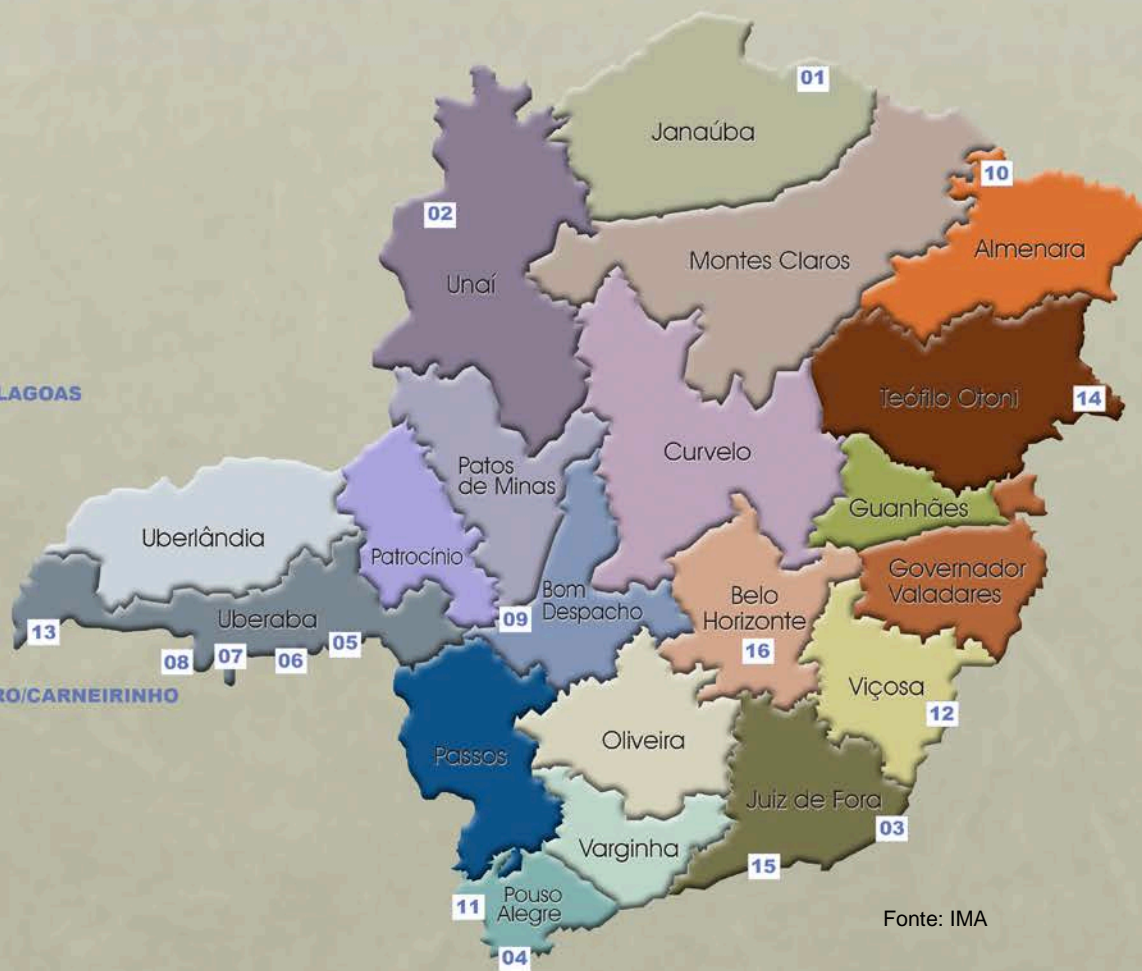 01
Janaúba
10
02
Montes Claros
Almenara
Unaí
LAGOAS
Teófilo Otoni
14
Curvelo
Patos
de Minas
Guanhães
Uberlândia
Patrocínio
Governador
Valadares
Bom
Despacho
Belo
Horizonte
Uberaba
09
13
05
16
08
07
06
Viçosa
RO/CARNEIRINHO
12
Oliveira
Passos
Juiz de Fora
03
Varginha
15
Pouso
Alegre
11
Fonte: IMA
04